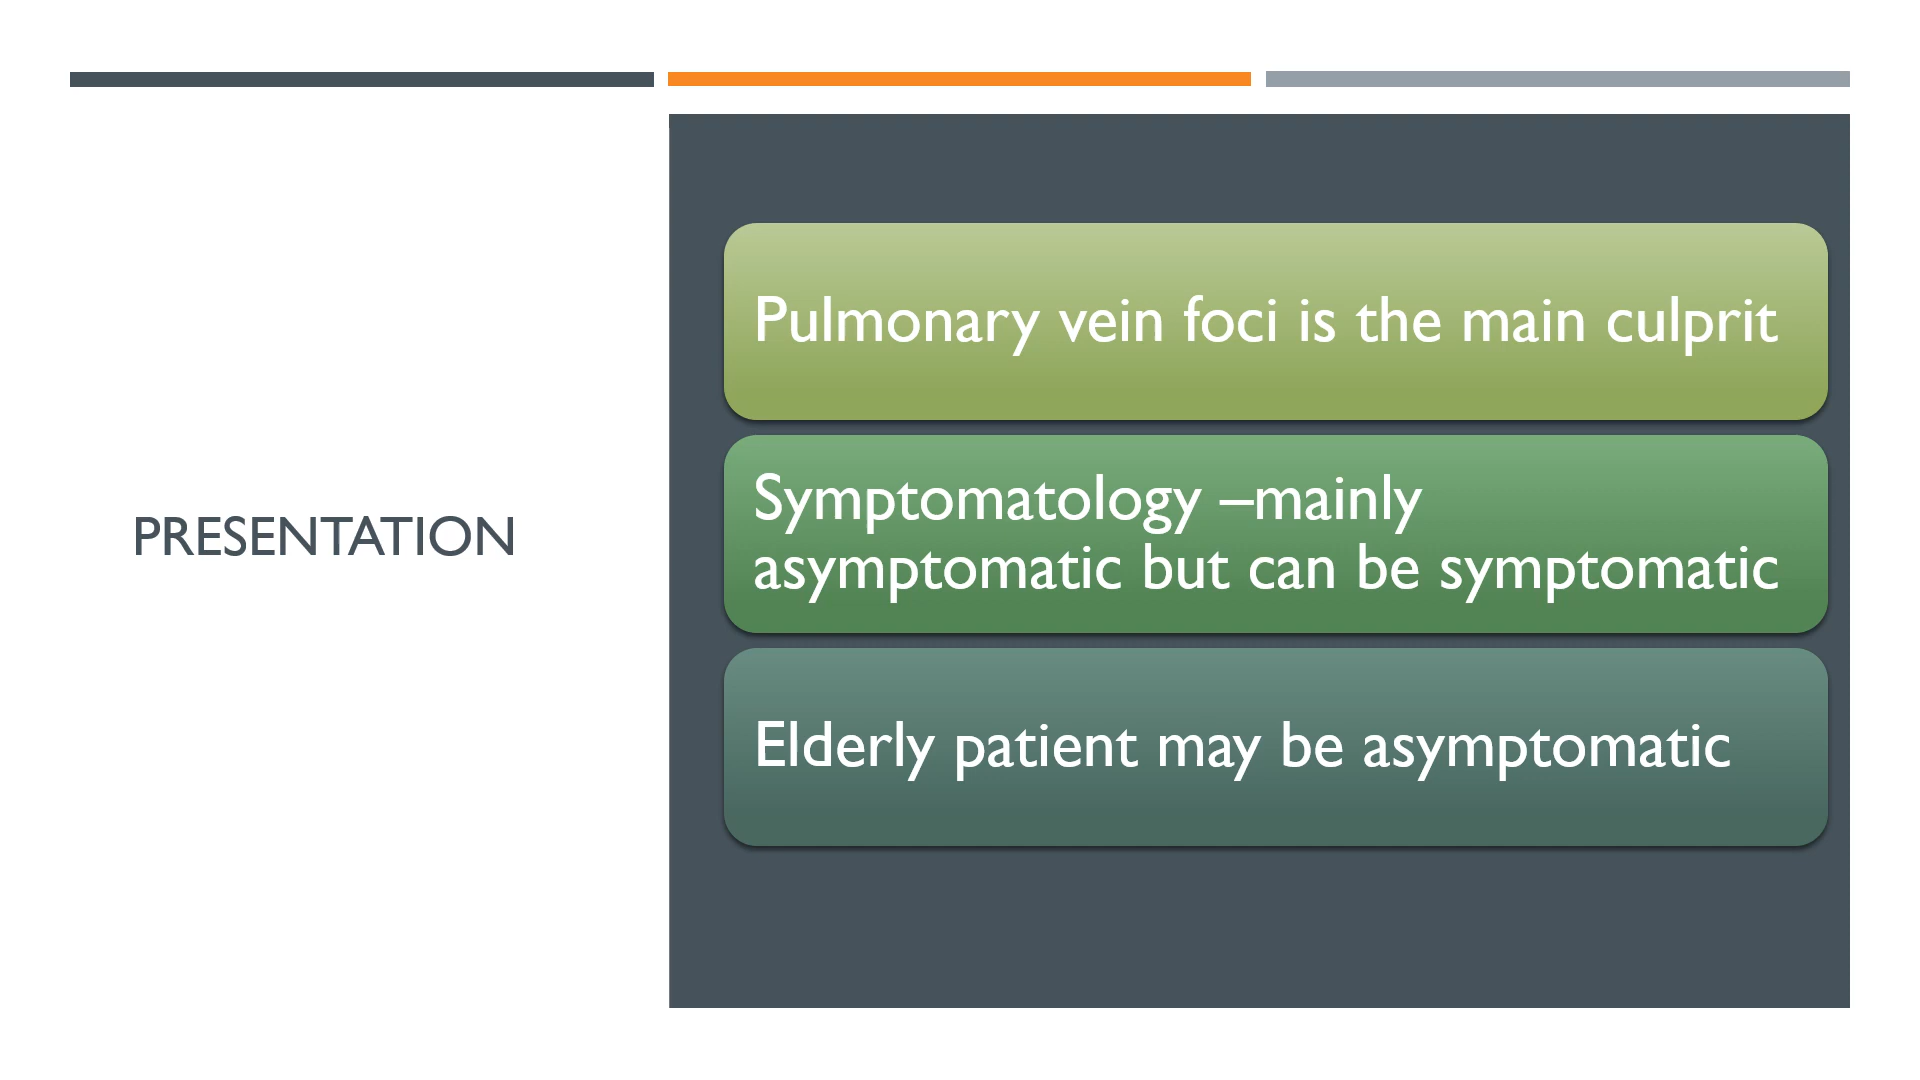 PRESENTATION
Pulmonary vein foci is the main culprit
Symptomatology –mainly
asymptomatic but can be symptomatic
Elderly patient may be asymptomatic